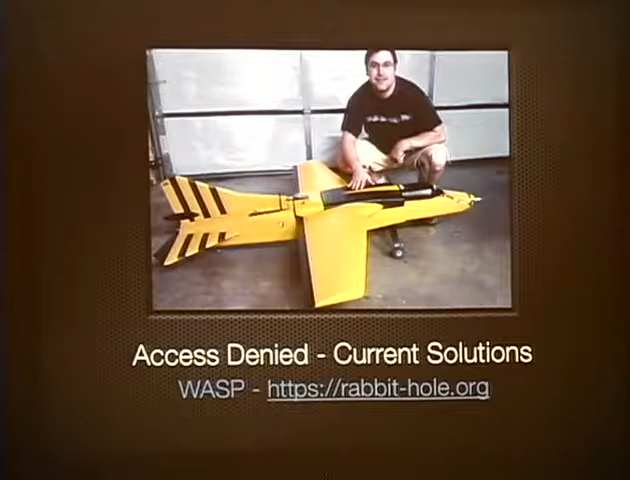 Access Denied - Current Solutions
WASP - https://rabbit-hole.org